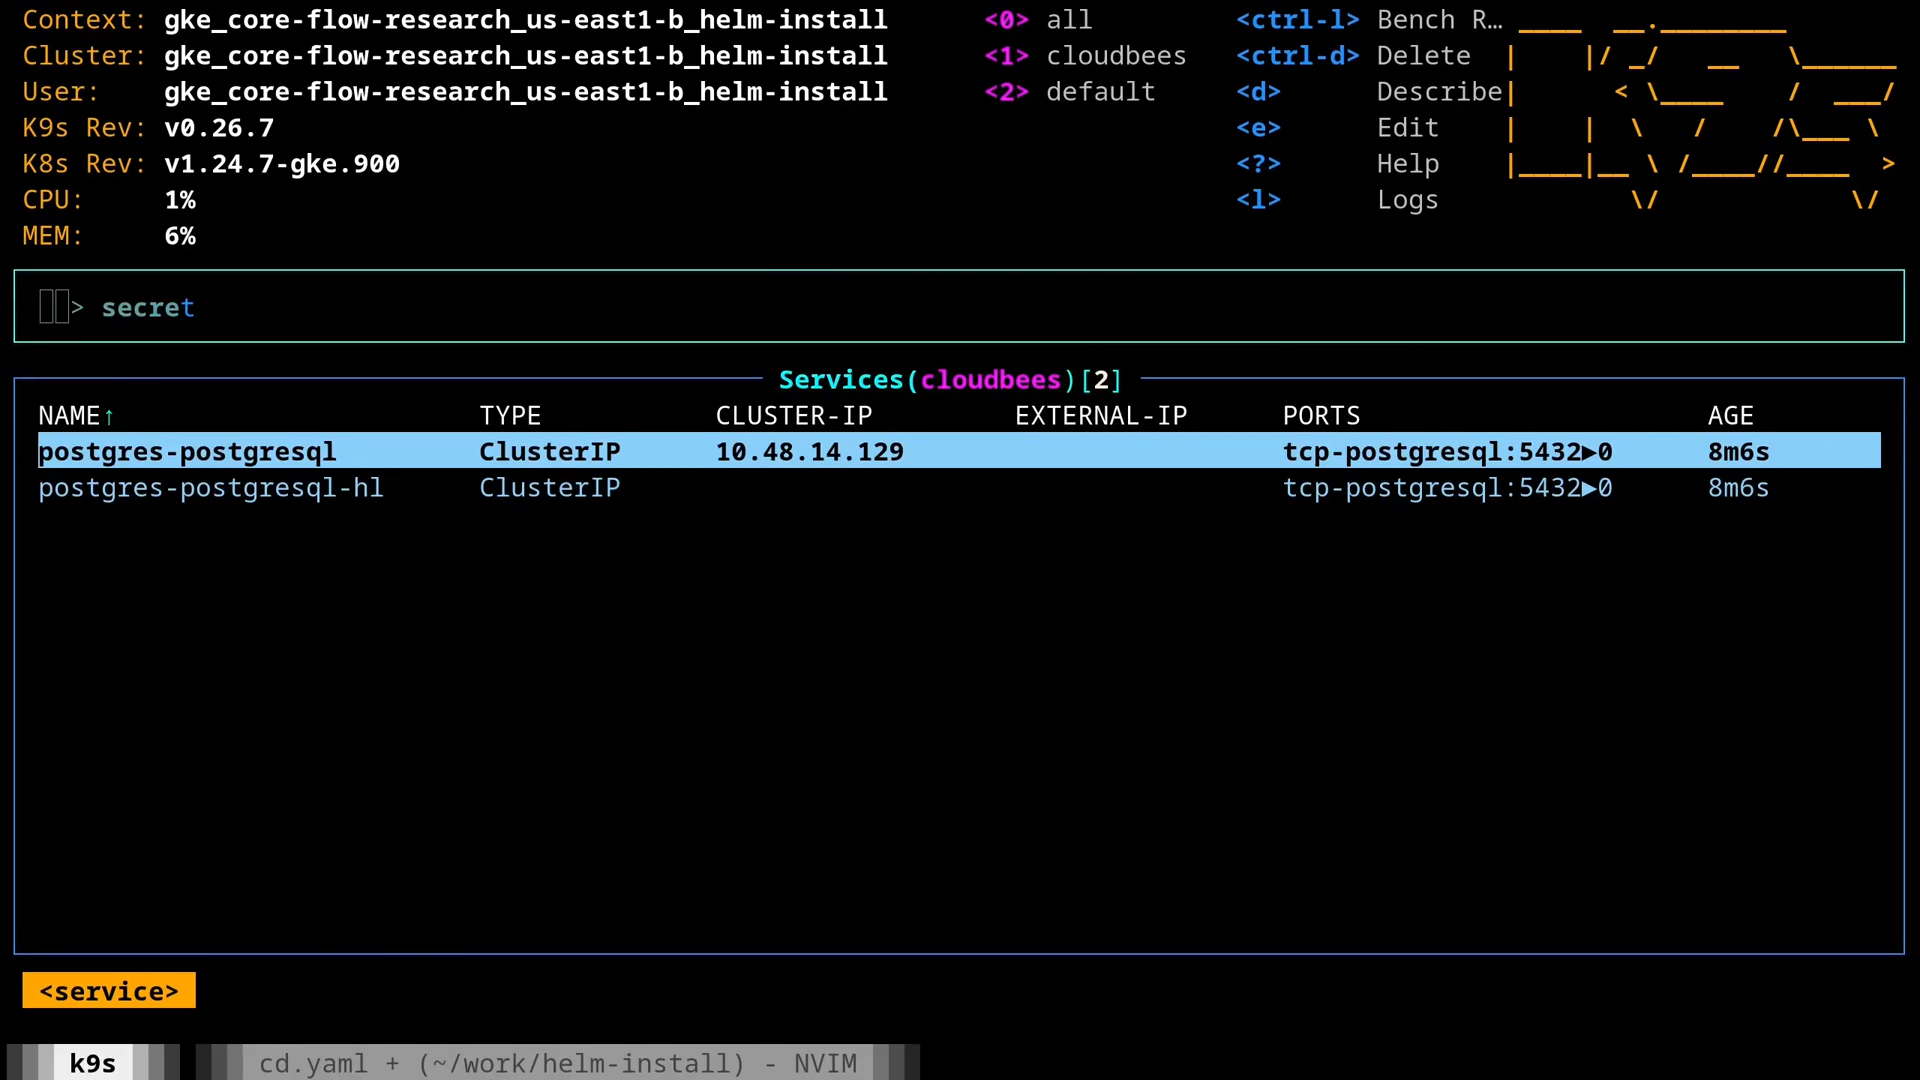 Context: gke_core-flow-research_us-east1-b_helm-install <0> all <ctrl-l> Bench R…
Cluster: gke_core-flow-research_us-east1-b_helm-install <1> cloudbees <ctrl-d> Delete
User: gke_core-flow-research_us-east1-b_helm-install <2> default <d> Describe
K9s Rev: v0.26.7 <e> Edit
K8s Rev: v1.24.7-gke.900 <?> Help
CPU: 1% <l> Logs
MEM: 6%
> secret
Services(cloudbees)[2]
NAME↑ TYPE CLUSTER-IP EXTERNAL-IP PORTS AGE
postgres-postgresql ClusterIP 10.48.14.129 tcp-postgresql:5432►0 8m6s
postgres-postgresql-hl ClusterIP tcp-postgresql:5432►0 8m6s
<service>
k9s cd.yaml + (~/work/helm-install) - NVIM